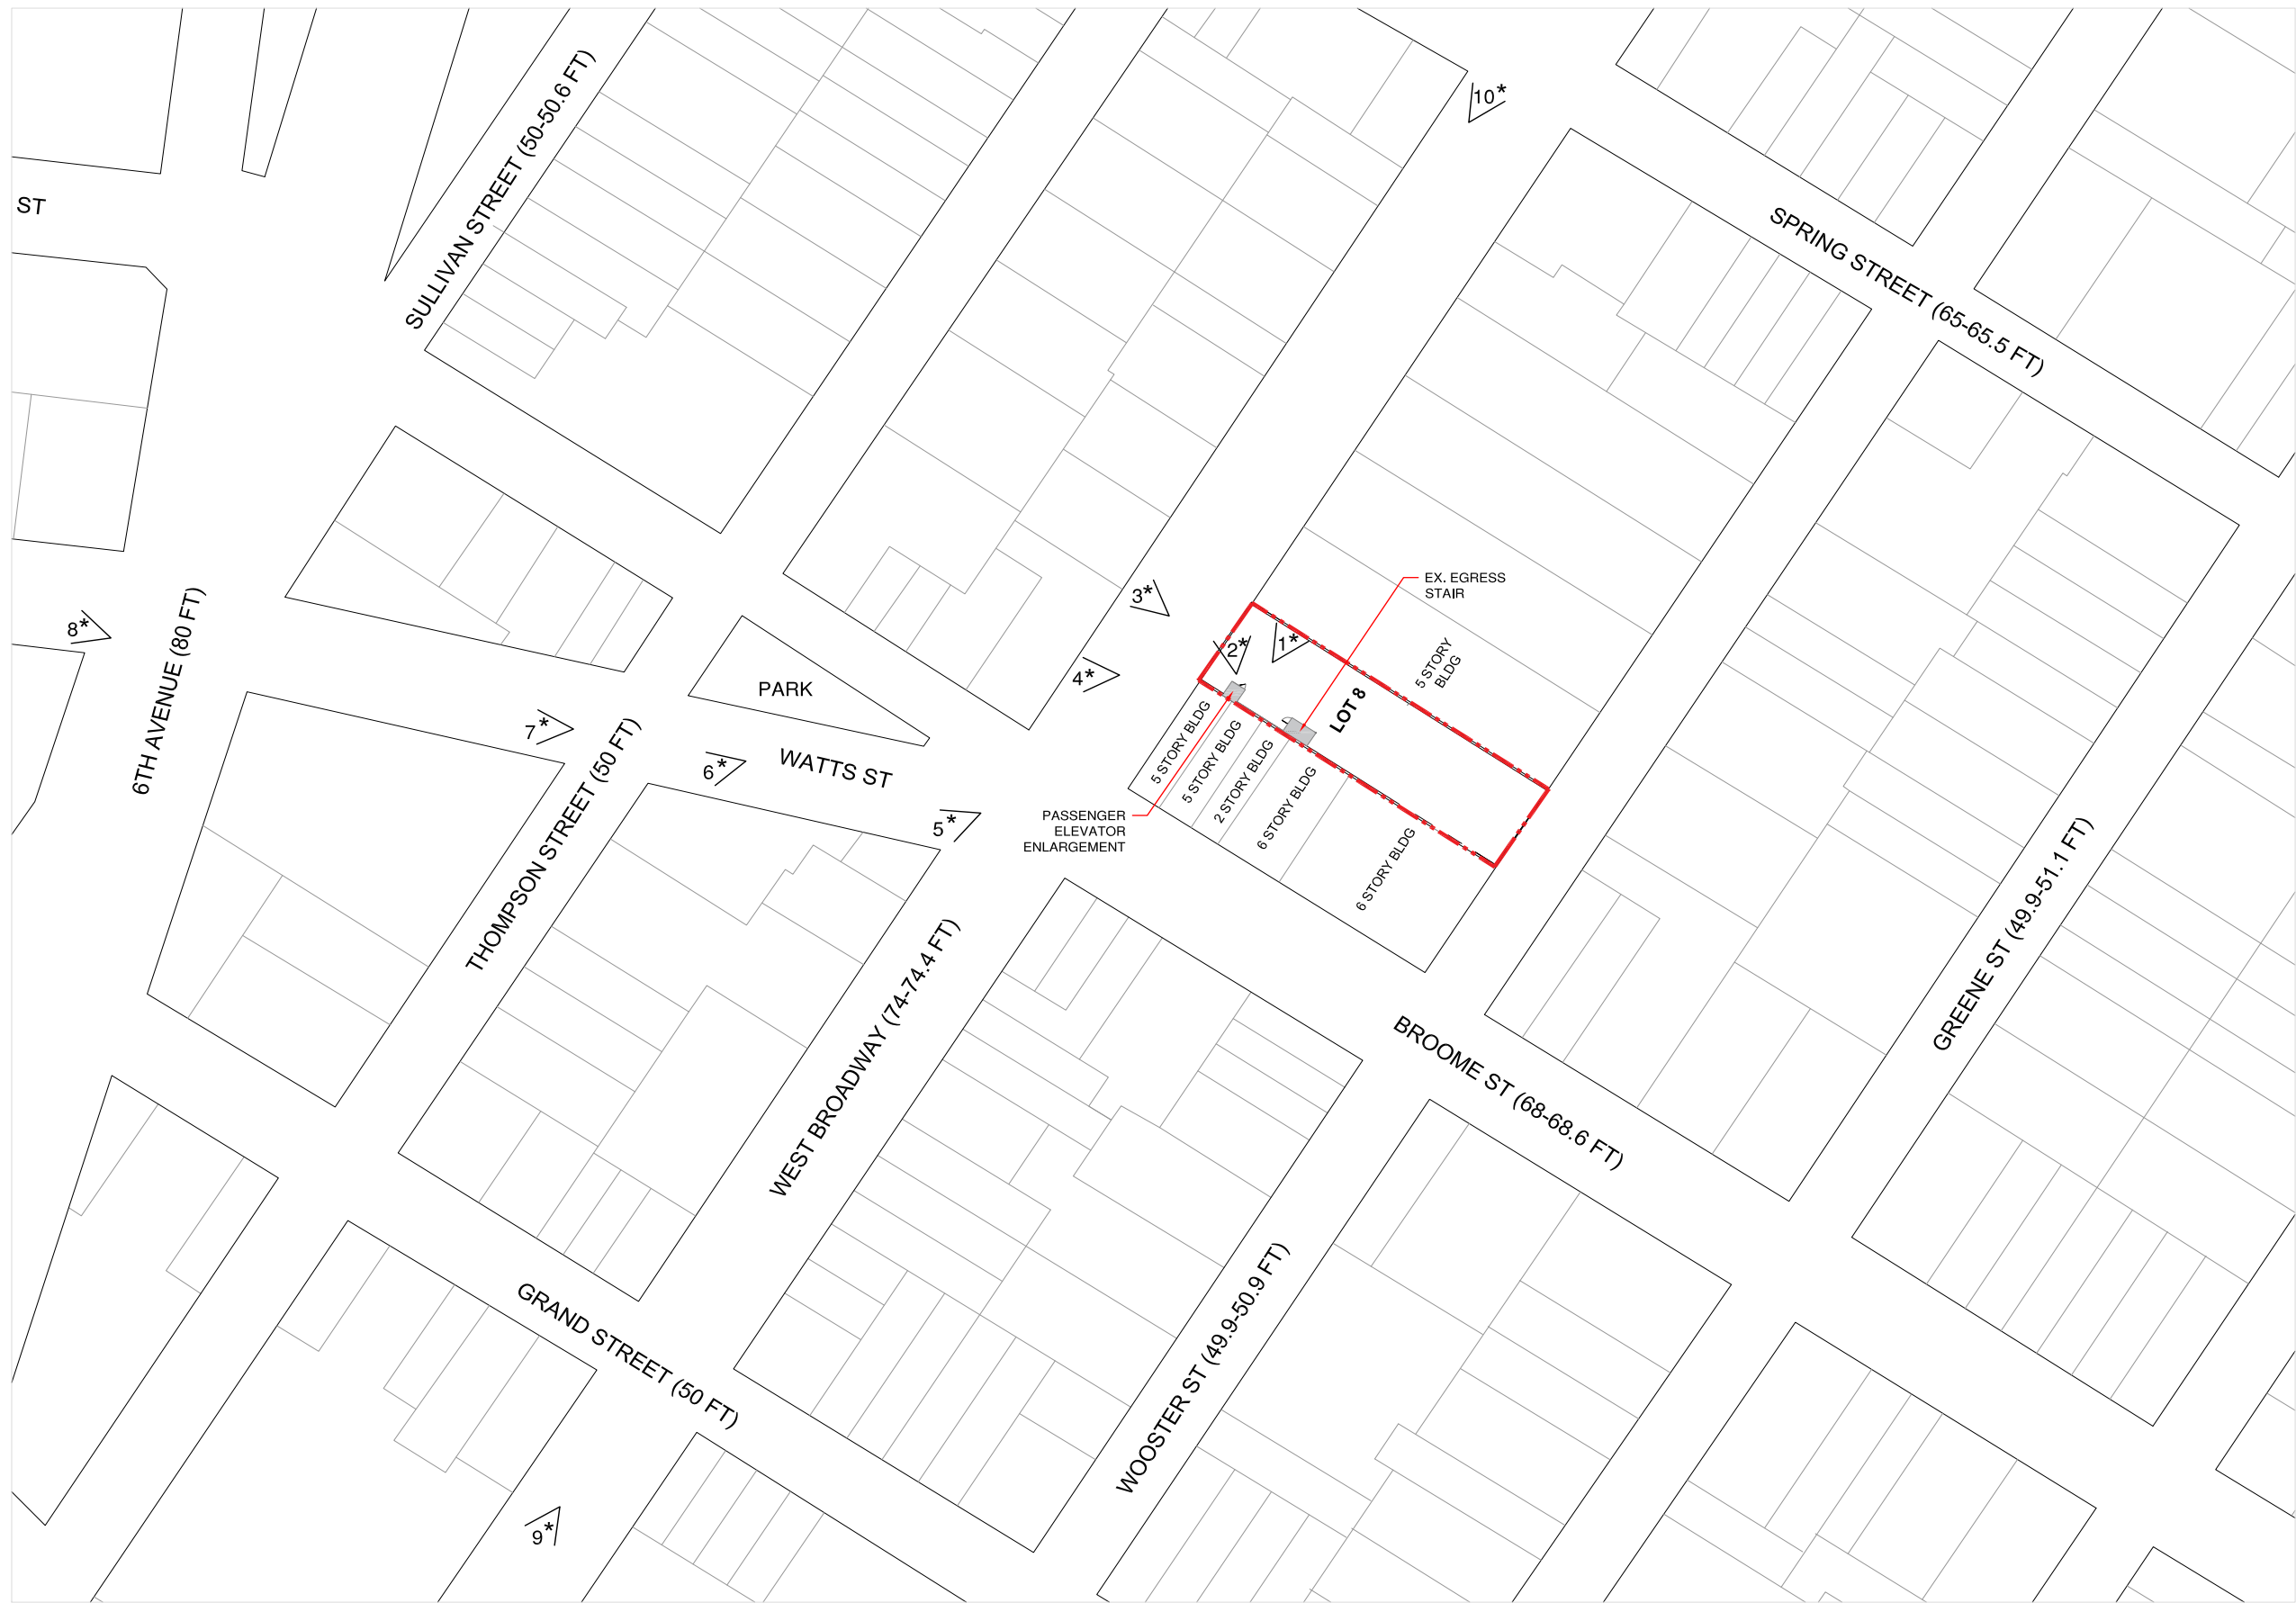 10*
SULLIVAN STREET (50-50.6 FT)
ST
SPRING STREET (65-65.5 FT)
EX. EGRESS
STAIR
3*
8*
2*
1*
5 STORY
BLDG
4*
PARK
LOT 8
6TH AVENUE (80 FT)
7*
6*
WATTS ST
5 STORY BLDG
5 STORY BLDG
2 STORY BLDG
6 STORY BLDG
6 STORY BLDG
5*
PASSENGER
ELEVATOR
ENLARGEMENT
THOMPSON STREET (50 FT)
WEST BROADWAY (74-74.4 FT)
GREENE ST (49.9-51.1 FT)
BROOME ST (68-68.6 FT)
GRAND STREET (50 FT)
WOOSTER ST (49.9-50.9 FT)
9*